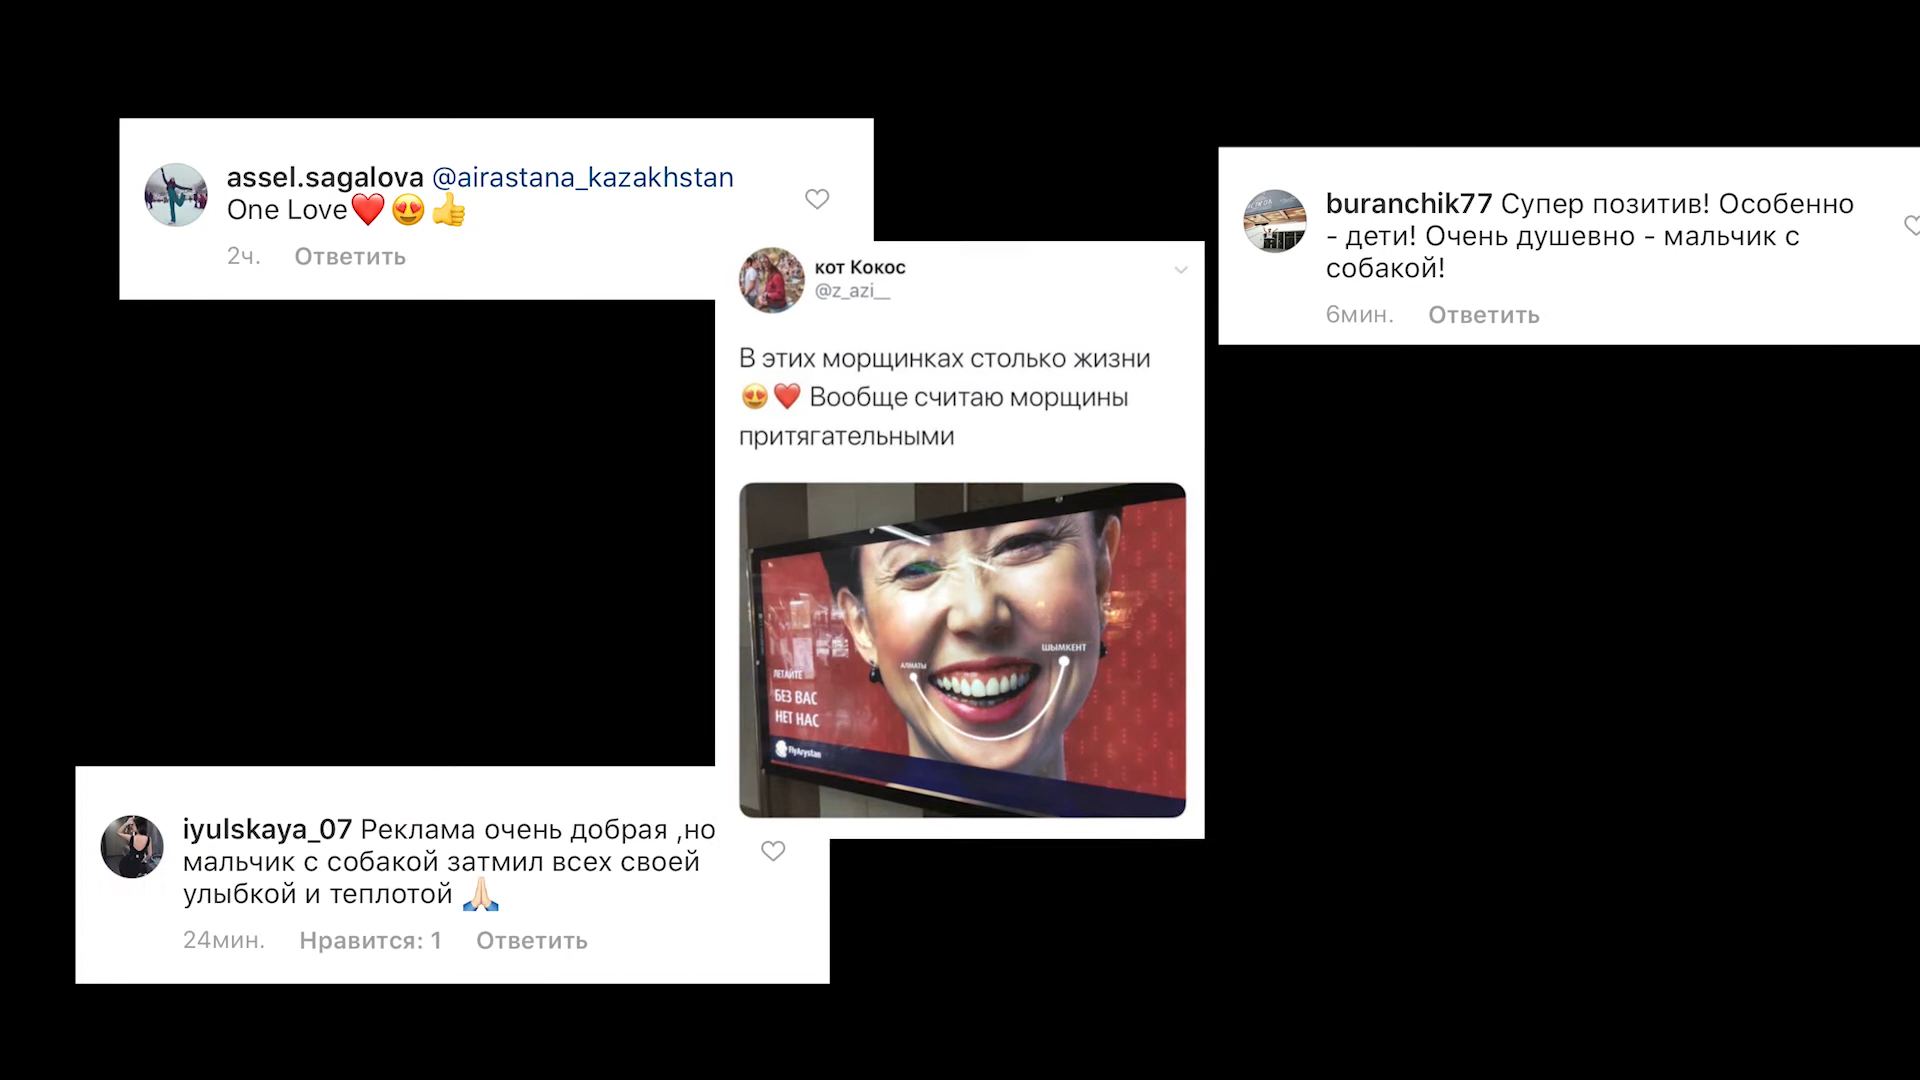 assel.sagalova @airastana_kazakhstan
One Love❤️😍👍
2ч. Ответить
кот Кокос
@z_azi__
В этих морщинках столько жизни
😍❤️ Вообще считаю морщины
притягательными
АЛМАТЫ
ШЫМКЕНТ
ЛЕТАЙТЕ
БЕЗ ВАС
НЕТ НАС
FlyArystan
buranchik77 Супер позитив! Особенно
- дети! Очень душевно - мальчик с
собакой!
6мин. Ответить
iyulskaya_07 Реклама очень добрая ,но
мальчик с собакой затмил всех своей
улыбкой и теплотой 🙏🏻
24мин. Нравится: 1 Ответить